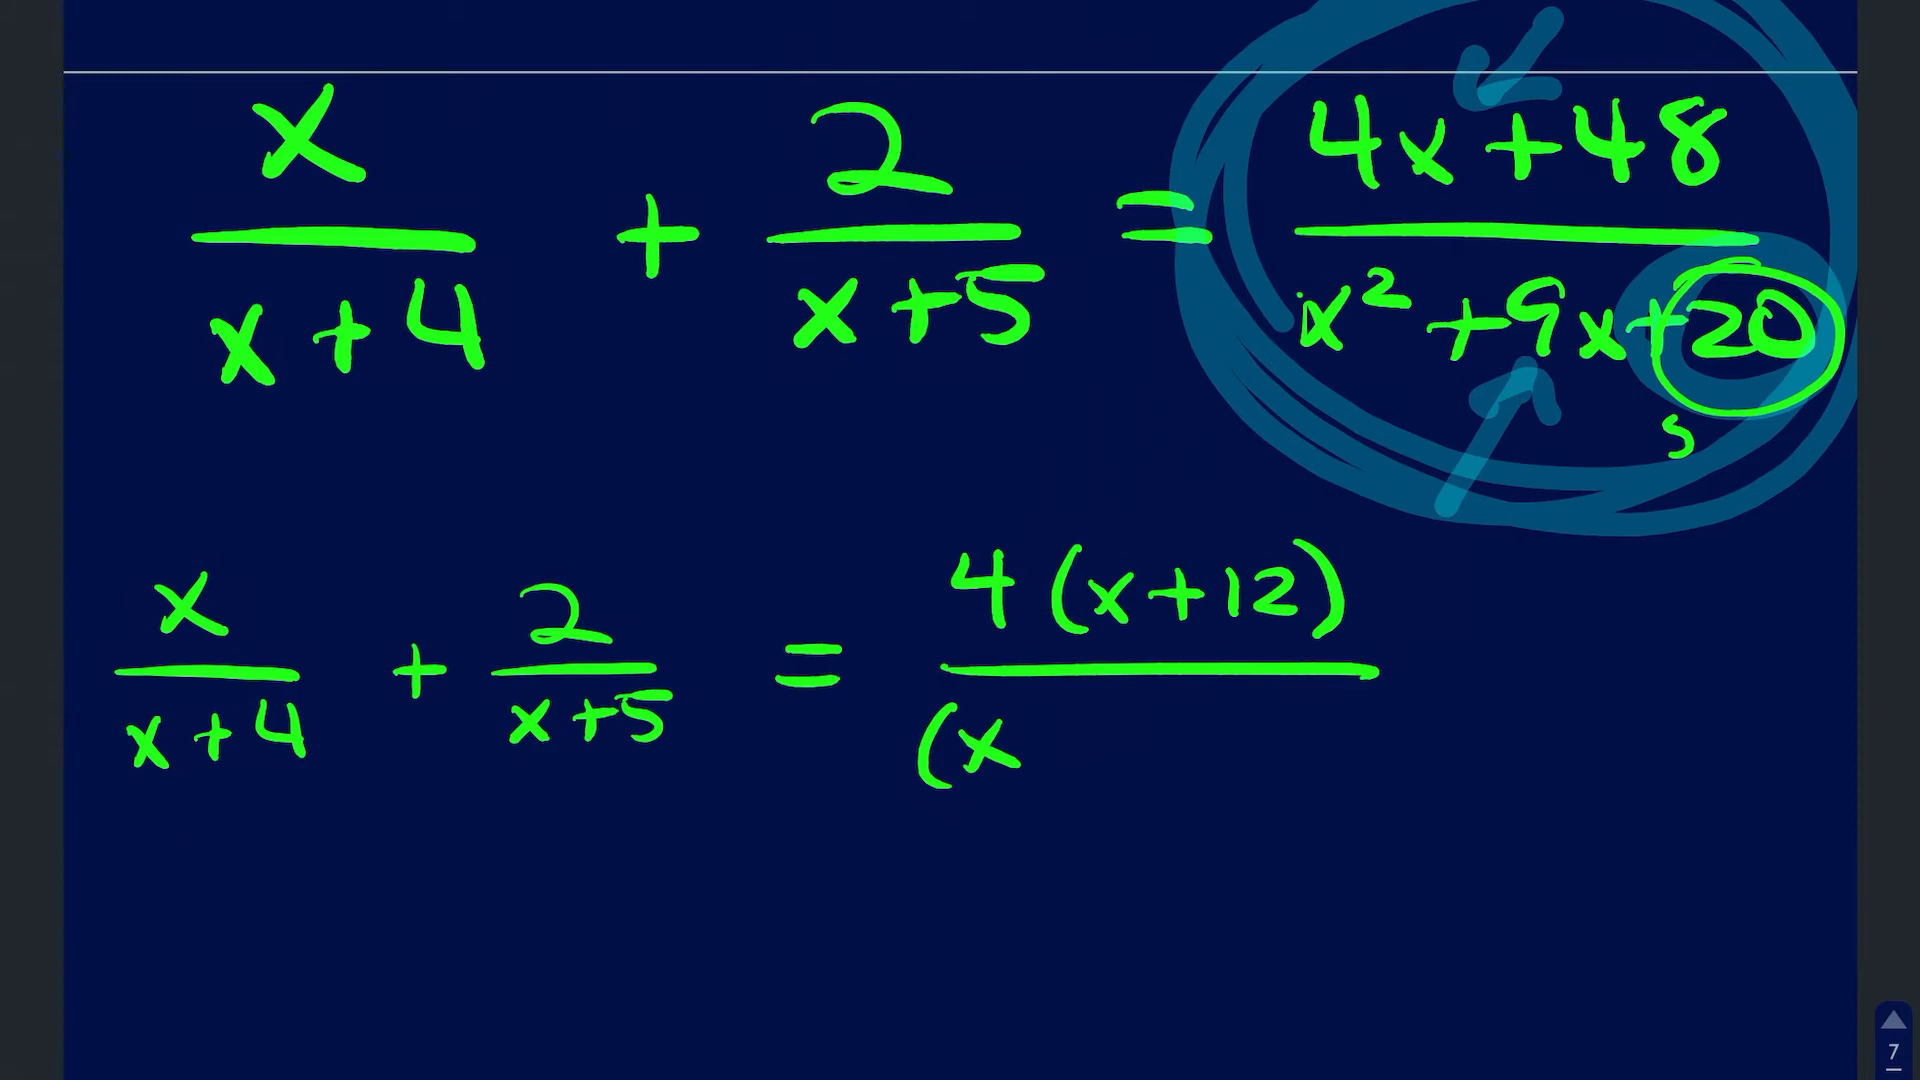 x/(x+4) + 2/(x+5) = (4x+48)/(x²+9x+20)
5
x/(x+4) + 2/(x+5) = 4(x+12)/(x
7